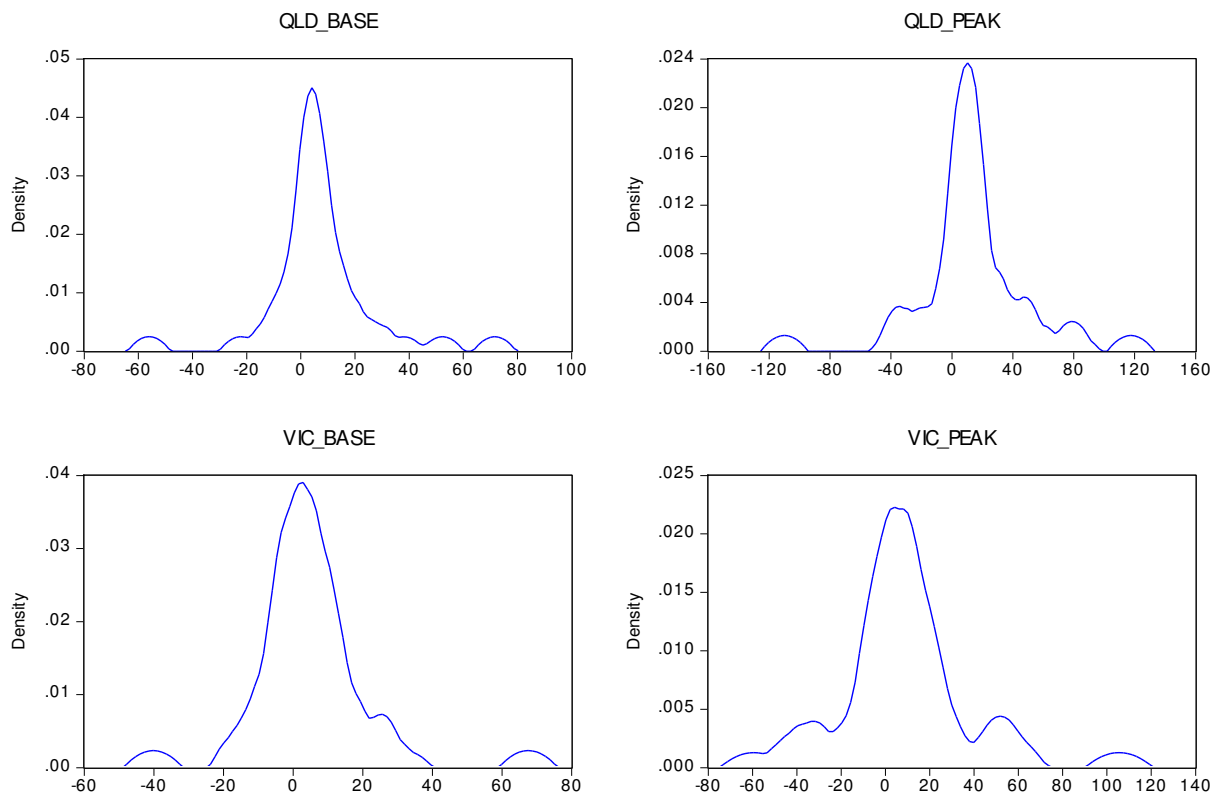 QLD_BASE
.05
.04
.03
.02
.01
.00
Density
-80 -60 -40 -20 0 20 40 60 80 100
QLD_PEAK
.024
.020
.016
.012
.008
.004
.000
Density
-160 -120 -80 -40 0 40 80 120 160
VIC_BASE
.04
.03
.02
.01
.00
Density
-60 -40 -20 0 20 40 60 80
VIC_PEAK
.025
.020
.015
.010
.005
.000
Density
-80 -60 -40 -20 0 20 40 60 80 100 120 140